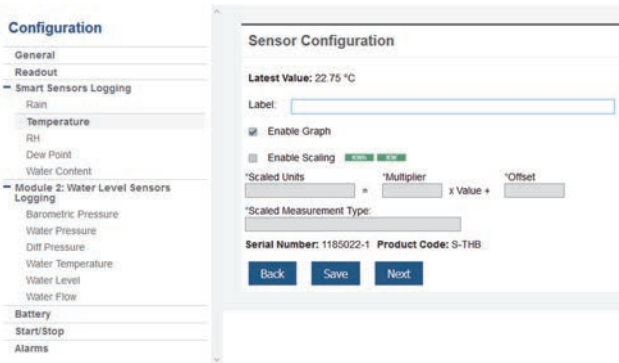 Configuration
General
Readout
Smart Sensors Logging
Rain
Temperature
RH
Dew Point
Water Content
Module 2: Water Level Sensors
Logging
Barometric Pressure
Water Pressure
Diff Pressure
Water Temperature
Water Level
Water Flow
Battery
Start/Stop
Alarms
Sensor Configuration
Latest Value: 22.75 °C
Label:
Enable Graph
Enable Scaling KWh KW
*Scaled Units *Multiplier *Offset
= x Value +
*Scaled Measurement Type:
Serial Number: 1185022-1 Product Code: S-THB
Back Save Next